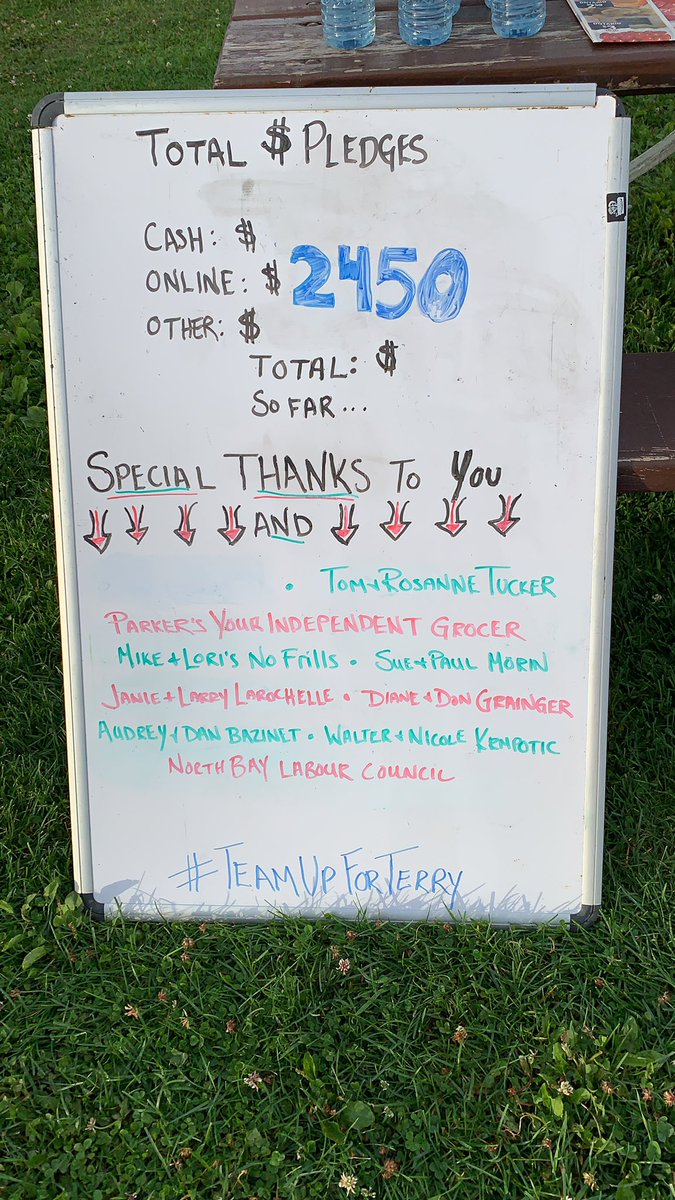 TOTAL $ PLEDGES
CASH: $
ONLINE: $ 2450
OTHER: $
TOTAL: $
SO FAR...
SPECIAL THANKS TO YOU
AND
• TOM & ROSANNE TUCKER
PARKER'S YOUR INDEPENDENT GROCER
MIKE & LORI'S NO FRILLS • SUE & PAUL MORIN
JANIE & LARRY LAROCHELLE • DIANE & DON GRAINGER
AUDREY & DAN BAZINET • WALTER & NICOLE KEMPOTIC
NORTH BAY LABOUR COUNCIL
#TEAMUPFORTERRY